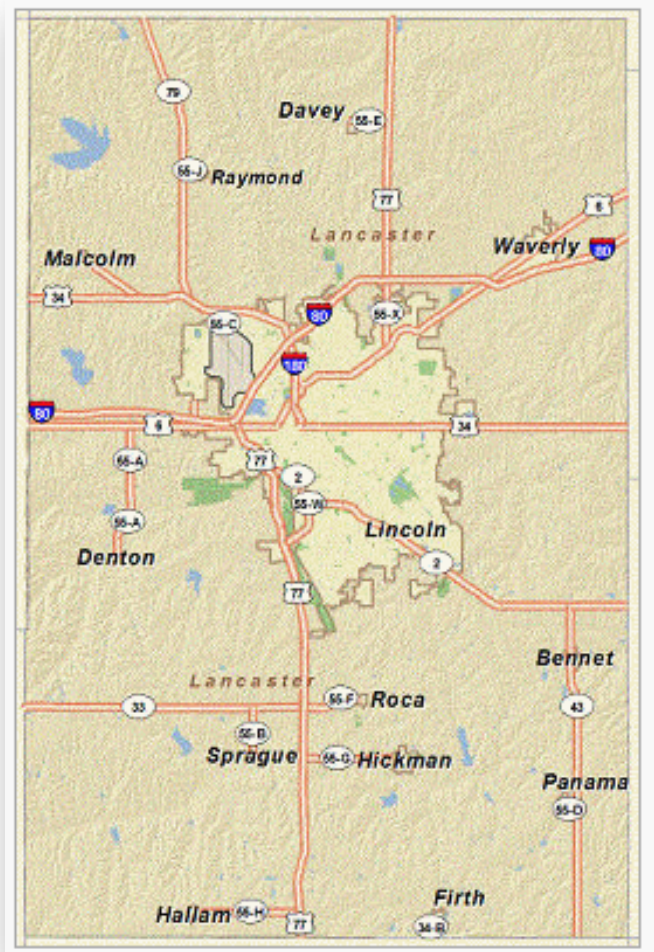 79
Davey
55-E
55-J
Raymond
77
6
Lancaster
Waverly
80
Malcolm
34
80
55-X
55-C
180
80
6
34
77
55-A
2
55-W
55-A
Lincoln
Denton
2
77
Bennet
Lancaster
55-F
Roca
33
43
55-B
Sprague
55-G
Hickman
Panama
55-D
Firth
Hallam
55-H
77
34-B